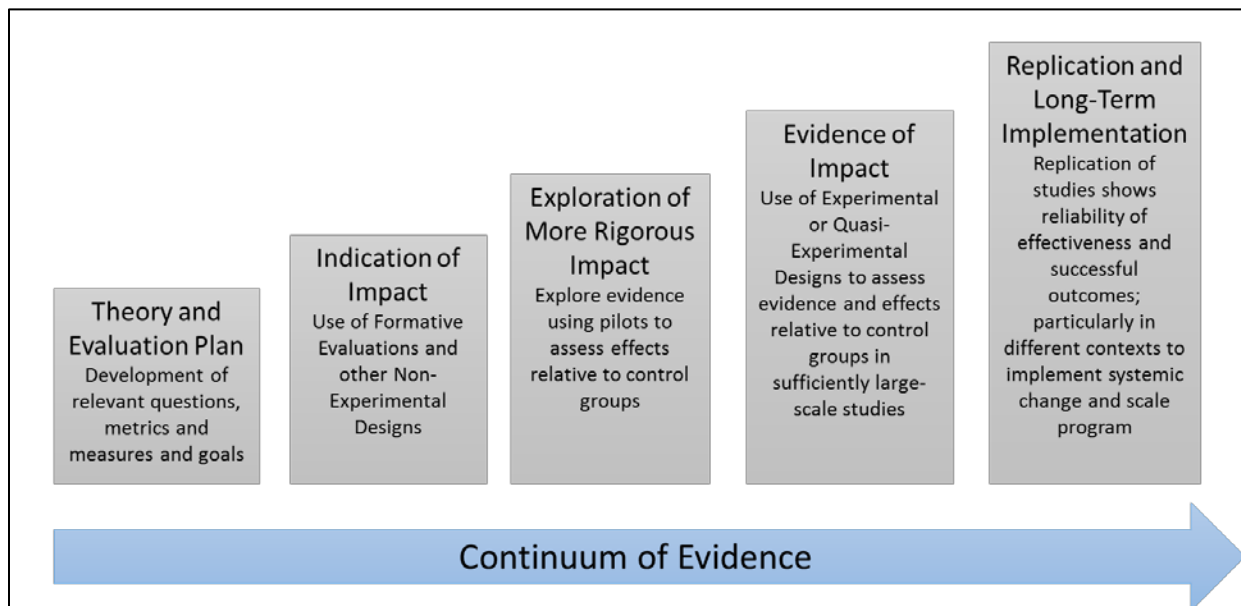 Theory and
Evaluation Plan
Development of
relevant questions,
metrics and
measures and goals
Indication of
Impact
Use of Formative
Evaluations and
other Non-
Experimental
Designs
Exploration of
More Rigorous
Impact
Explore evidence
using pilots to
assess effects
relative to control
groups
Evidence of
Impact
Use of Experimental
or Quasi-
Experimental
Designs to assess
evidence and effects
relative to control
groups in
sufficiently large-
scale studies
Replication and
Long-Term
Implementation
Replication of
studies shows
reliability of
effectiveness and
successful
outcomes;
particularly in
different contexts to
implement systemic
change and scale
program
Continuum of Evidence